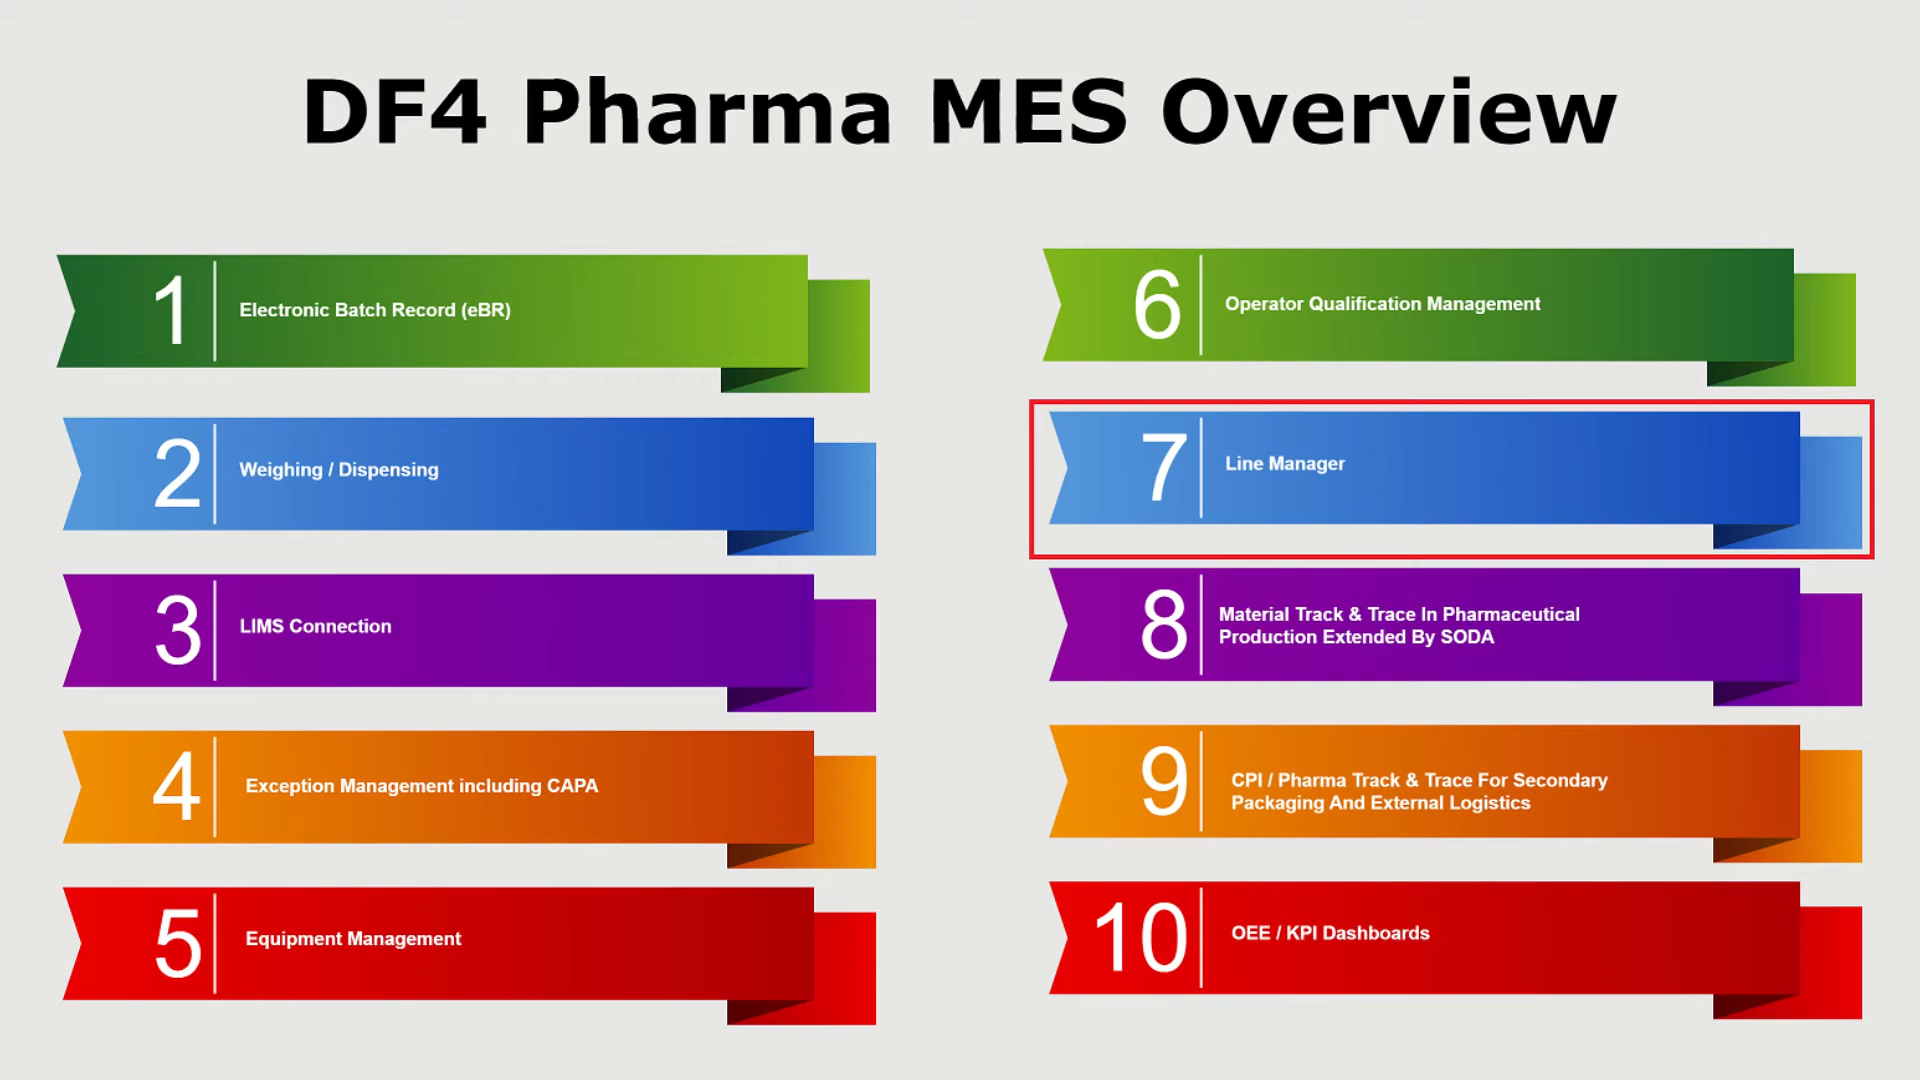 DF4 Pharma MES Overview
1
Electronic Batch Record (eBR)
2
Weighing / Dispensing
3
LIMS Connection
4
Exception Management including CAPA
5
Equipment Management
6
Operator Qualification Management
7
Line Manager
8
Material Track & Trace In Pharmaceutical
Production Extended By SODA
9
CPI / Pharma Track & Trace For Secondary
Packaging And External Logistics
10
OEE / KPI Dashboards